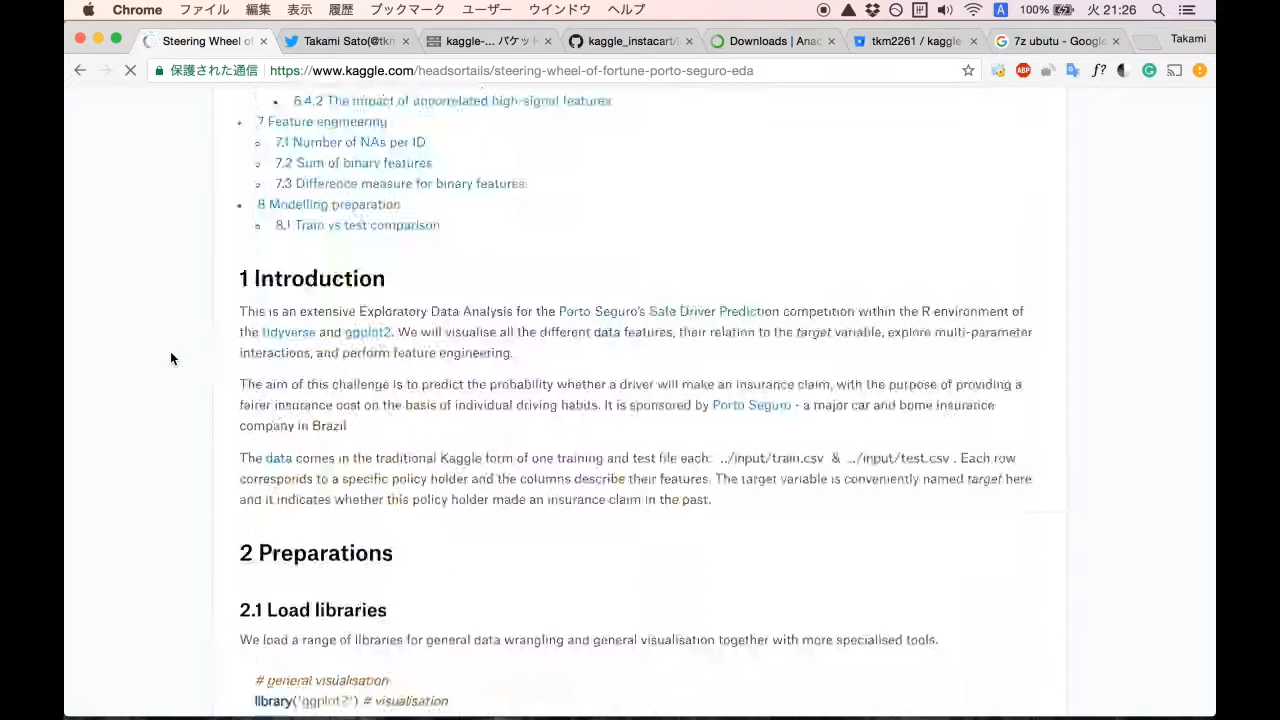 Chrome ファイル 編集 表示 履歴 ブックマーク ユーザー ウインドウ ヘルプ A 100% 火 21:26
Steering Wheel of × Takami Sato(@tk × kaggle-... バケット × kaggle_instacart/ × Downloads | Anac × tkm2261 / kaggle- × 7z ubutu - Google × Takami
保護された通信 https://www.kaggle.com/headsortails/steering-wheel-of-fortune-porto-seguro-eda ABP f?
6.4.2 The impact of uncorrelated high-signal features
7 Feature engineering
7.1 Number of NAs per ID
7.2 Sum of binary features
7.3 Difference measure for binary features
8 Modelling preparation
8.1 Train vs test comparison
1 Introduction
This is an extensive Exploratory Data Analysis for the Porto Seguro's Safe Driver Prediction competition within the R environment of
the tidyverse and ggplot2. We will visualise all the different data features, their relation to the target variable, explore multi-parameter
interactions, and perform feature engineering.
The aim of this challenge is to predict the probability whether a driver will make an insurance claim, with the purpose of providing a
fairer insurance cost on the basis of individual driving habits. It is sponsored by Porto Seguro - a major car and home insurance
company in Brazil
The data comes in the traditional Kaggle form of one training and test file each: ../input/train.csv & ../input/test.csv . Each row
corresponds to a specific policy holder and the columns describe their features. The target variable is conveniently named target here
and it indicates whether this policy holder made an insurance claim in the past.
2 Preparations
2.1 Load libraries
We load a range of libraries for general data wrangling and general visualisation together with more specialised tools.
# general visualisation
library('ggplot2') # visualisation